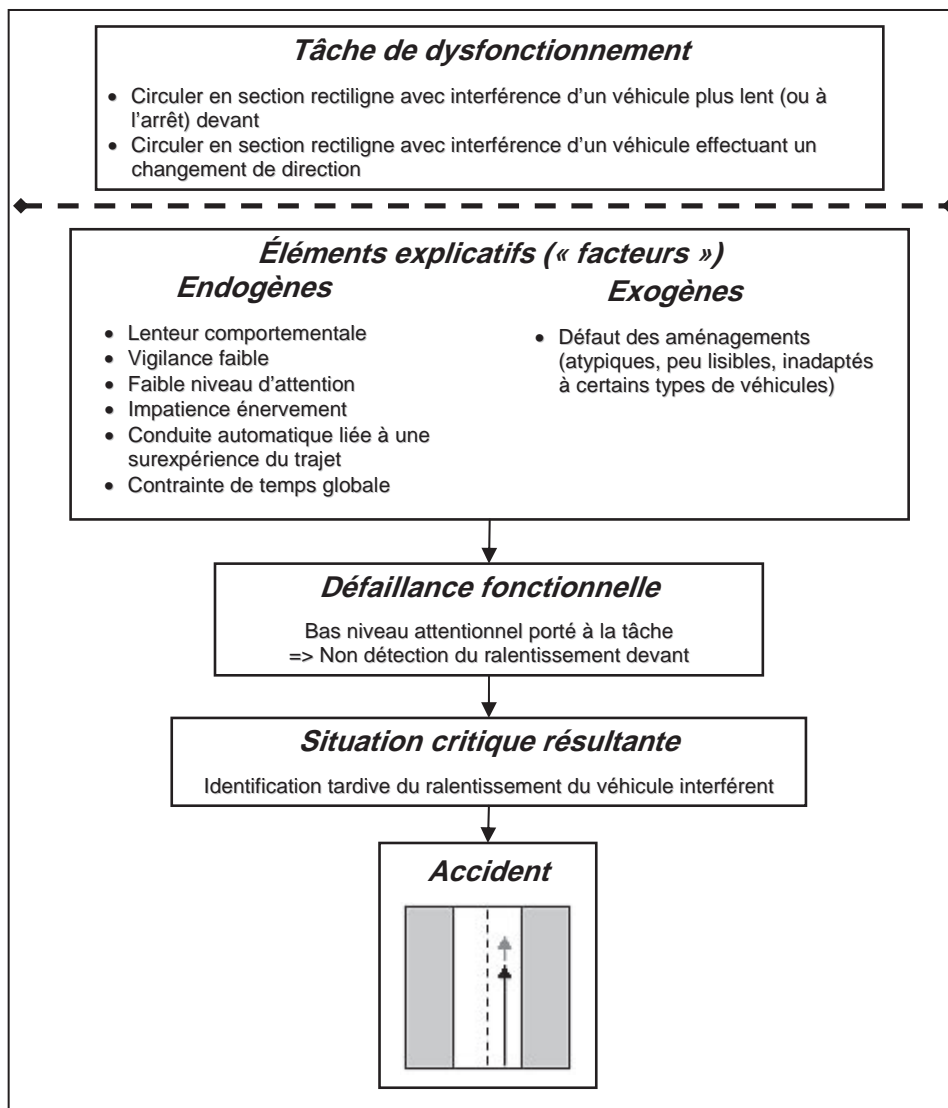 Tâche de dysfonctionnement
• Circuler en section rectiligne avec interférence d'un véhicule plus lent (ou à
l'arrêt) devant
• Circuler en section rectiligne avec interférence d'un véhicule effectuant un
changement de direction
Éléments explicatifs (« facteurs »)
Endogènes
• Lenteur comportementale
• Vigilance faible
• Faible niveau d'attention
• Impatience énervement
• Conduite automatique liée à une
surexpérience du trajet
• Contrainte de temps globale
Exogènes
• Défaut des aménagements
(atypiques, peu lisibles, inadaptés
à certains types de véhicules)
Défaillance fonctionnelle
Bas niveau attentionnel porté à la tâche
=> Non détection du ralentissement devant
Situation critique résultante
Identification tardive du ralentissement du véhicule interférent
Accident